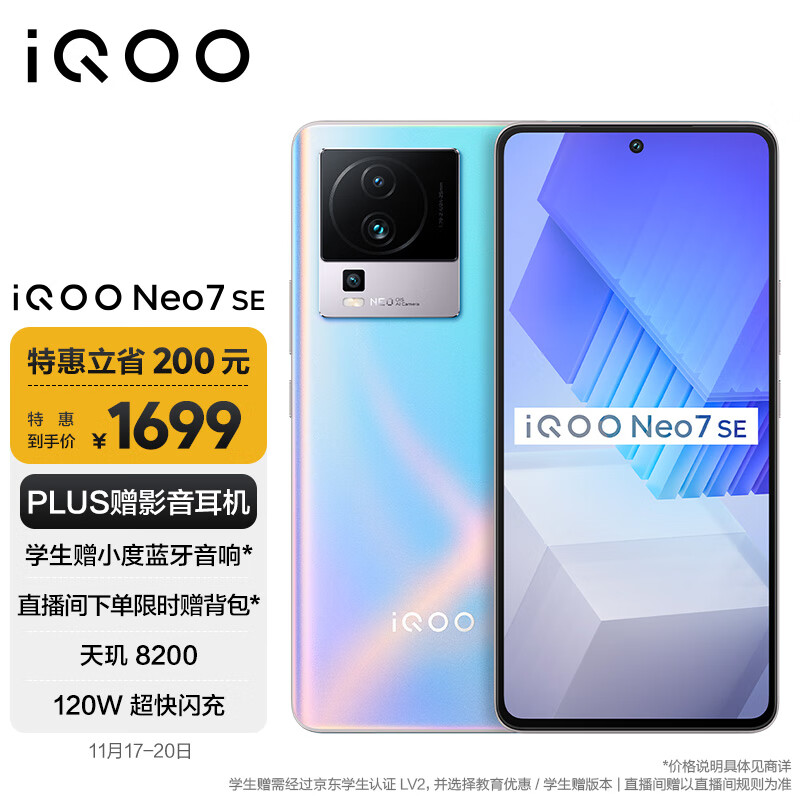 iQOO
iQOO Neo7 SE
特惠立省 200 元
特惠
到手价 ¥1699
PLUS赠影音耳机
学生赠小度蓝牙音响*
直播间下单限时赠背包*
天玑 8200
120W 超快闪充
11月17-20日
NEO
iQOO
iQOO Neo7 SE
*价格说明具体见商详
学生赠需经过京东学生认证 LV2, 并选择教育优惠 / 学生赠版本 | 直播间赠以直播间规则为准